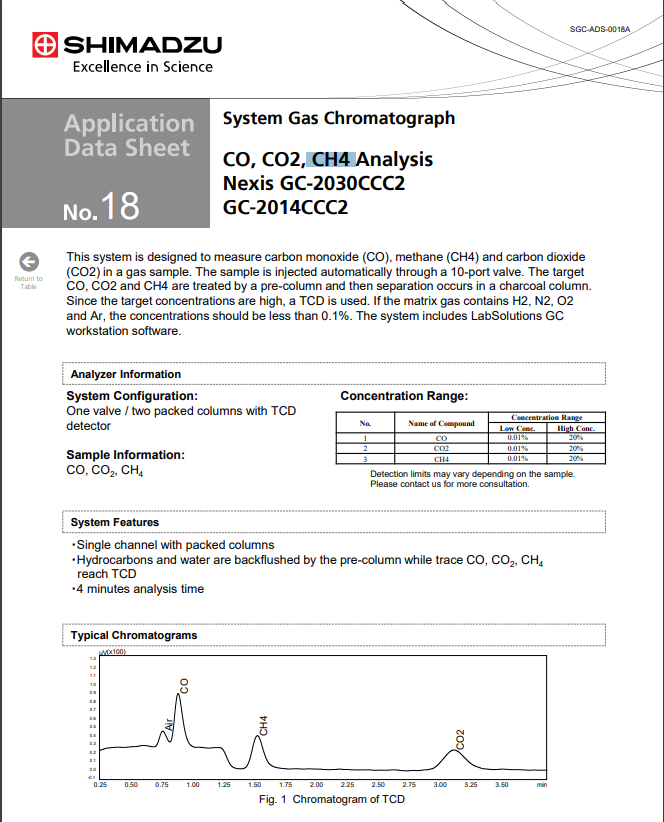 SGC-ADS-0018A
SHIMADZU
Excellence in Science
Application
Data Sheet
No.18
System Gas Chromatograph
CO, CO2, CH4 Analysis
Nexis GC-2030CCC2
GC-2014CCC2
Return to
Table
This system is designed to measure carbon monoxide (CO), methane (CH4) and carbon dioxide
(CO2) in a gas sample. The sample is injected automatically through a 10-port valve. The target
CO, CO2 and CH4 are treated by a pre-column and then separation occurs in a charcoal column.
Since the target concentrations are high, a TCD is used. If the matrix gas contains H2, N2, O2
and Ar, the concentrations should be less than 0.1%. The system includes LabSolutions GC
workstation software.
Analyzer Information
System Configuration:
One valve / two packed columns with TCD
detector
Sample Information:
CO, CO₂, CH₄
Concentration Range:
No. Name of Compound Concentration Range
Low Conc. High Conc.
1 CO 0.01% 20%
2 CO2 0.01% 20%
3 CH4 0.01% 20%
Detection limits may vary depending on the sample.
Please contact us for more consultation.
System Features
・Single channel with packed columns
・Hydrocarbons and water are backflushed by the pre-column while trace CO, CO₂, CH₄
reach TCD
・4 minutes analysis time
Typical Chromatograms
uV(x100)
1.3
1.2
1.1
1.0
0.9
0.8
0.7
0.6
0.5
0.4
0.3
0.2
0.1
0.0
-0.1
Air
CO
CH4
CO2
0.25 0.50 0.75 1.00 1.25 1.50 1.75 2.00 2.25 2.50 2.75 3.00 3.25 3.50 min
Fig. 1 Chromatogram of TCD